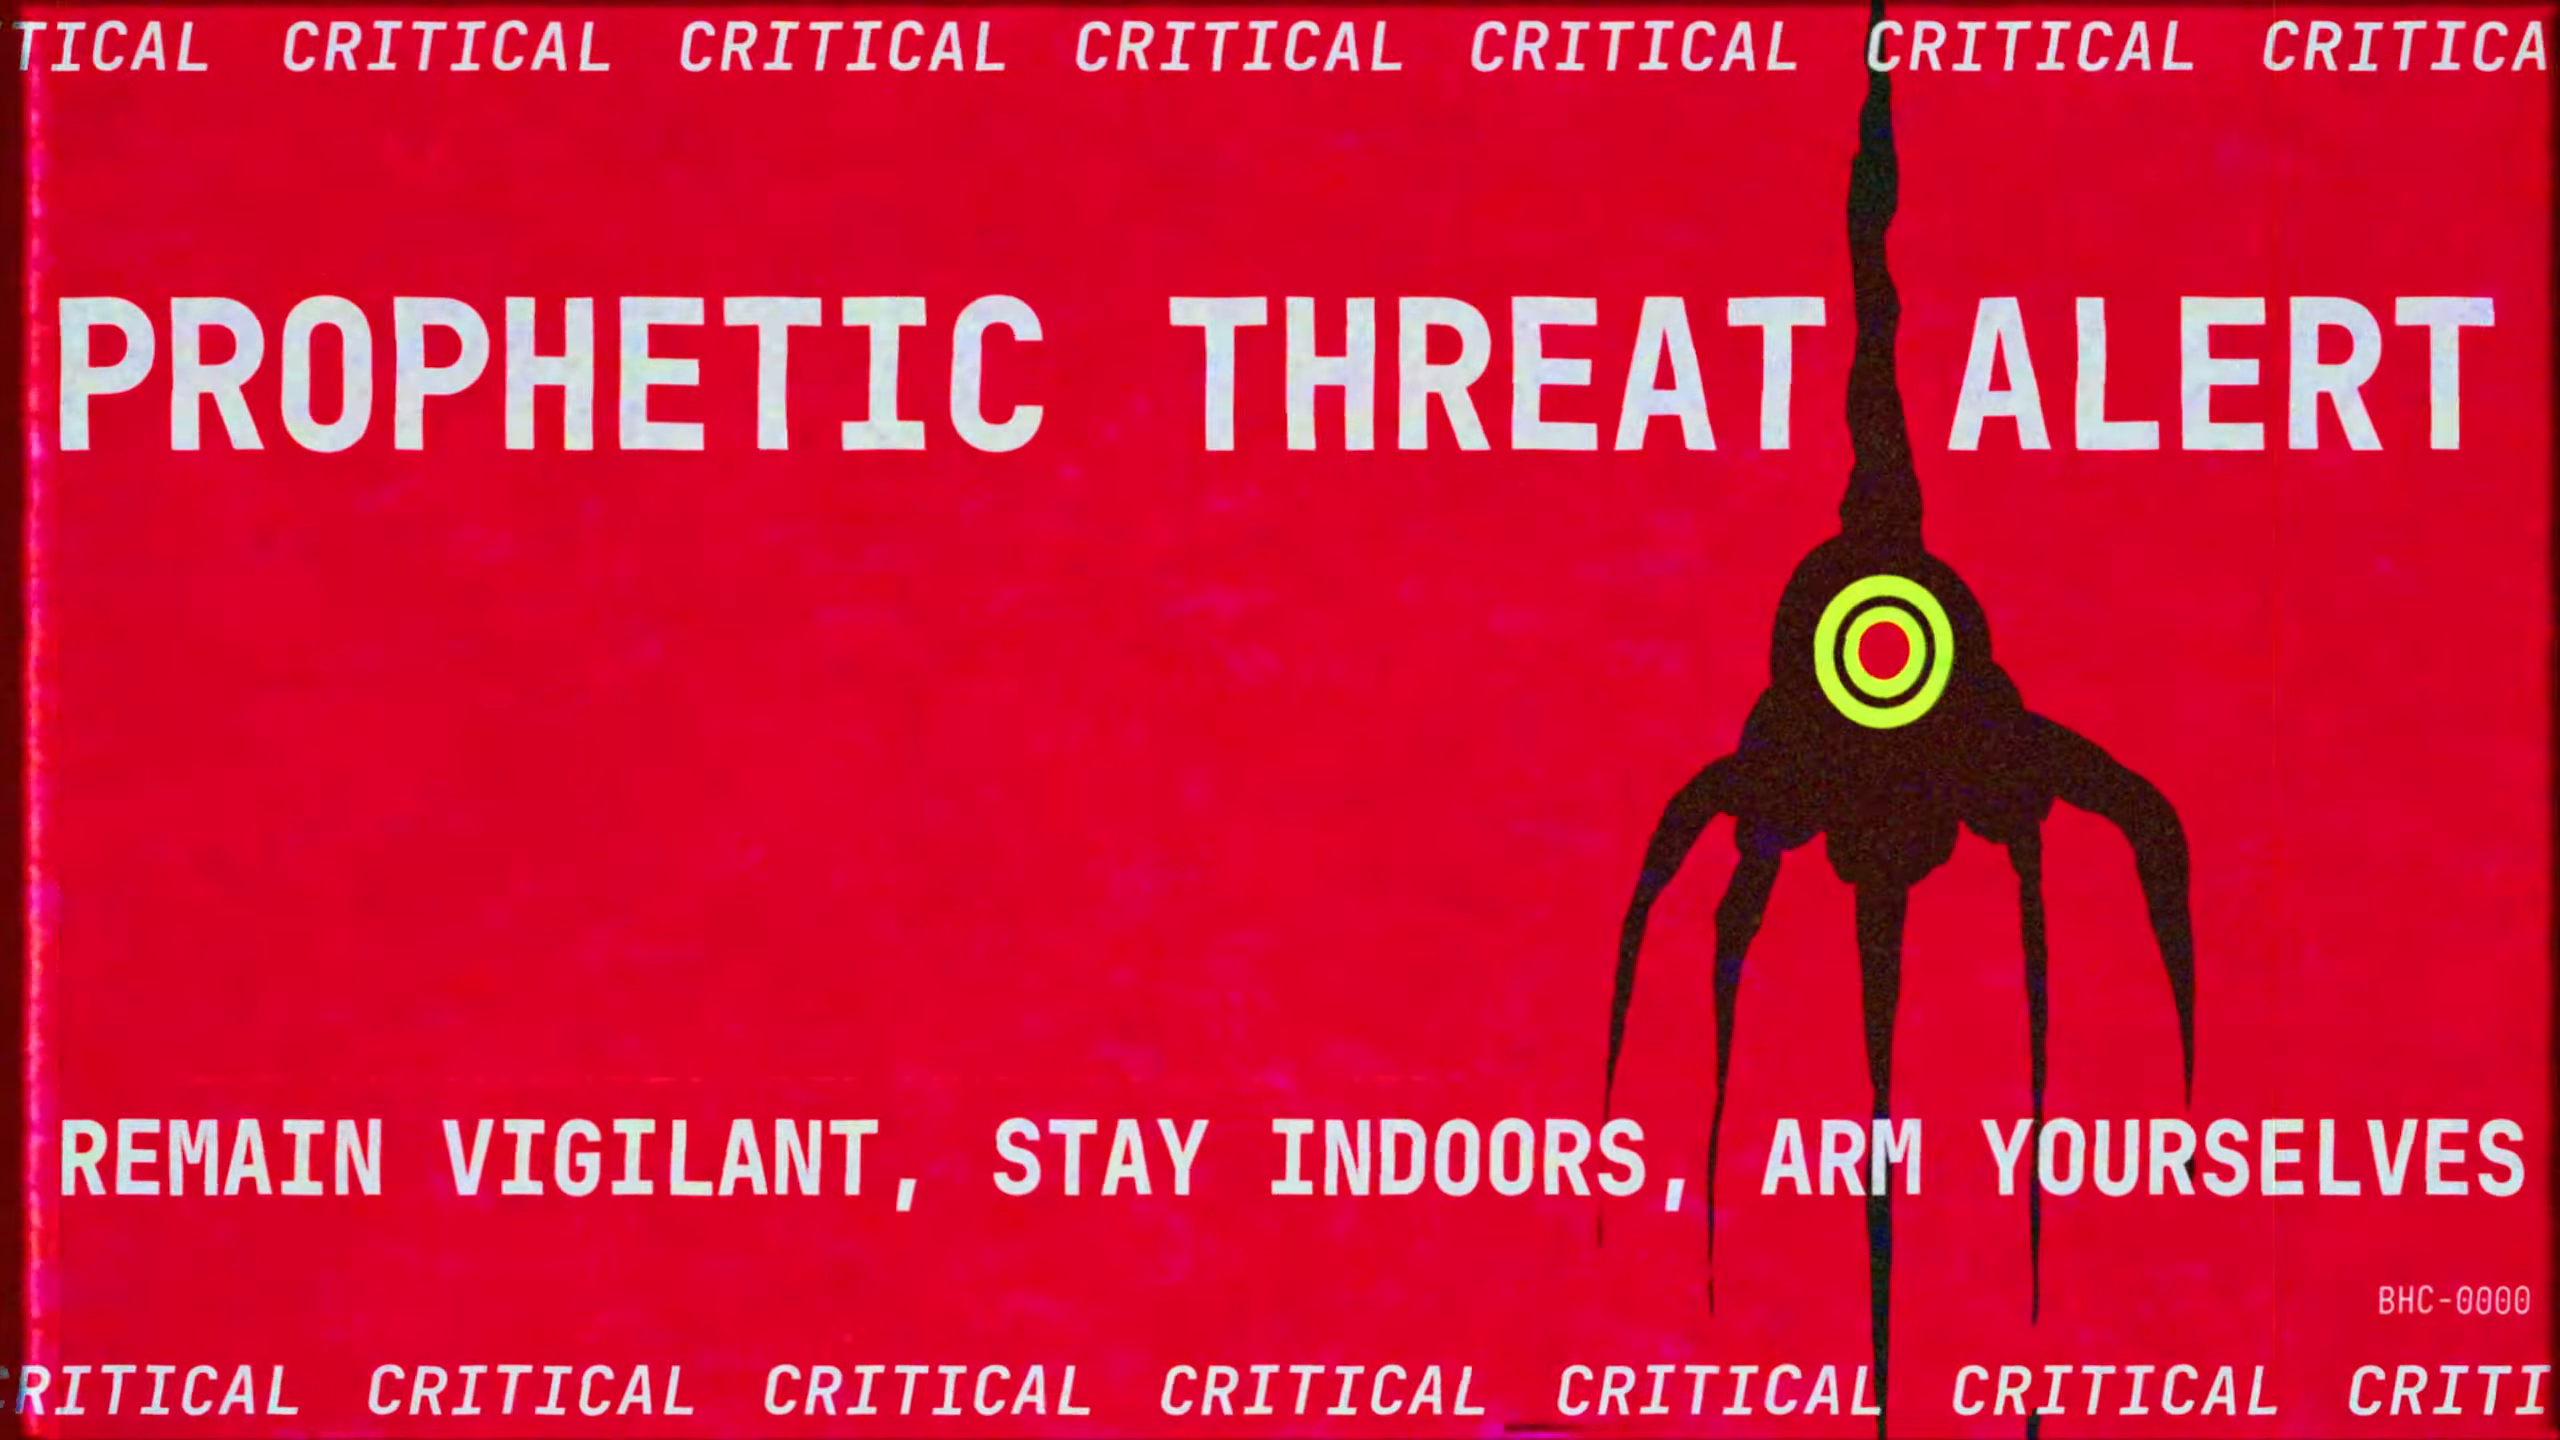 TICAL CRITICAL CRITICAL CRITICAL CRITICAL CRITICAL CRITICA
PROPHETIC THREAT ALERT
REMAIN VIGILANT, STAY INDOORS, ARM YOURSELVES
BHC-0000
RITICAL CRITICAL CRITICAL CRITICAL CRITICAL CRITICAL CRITI